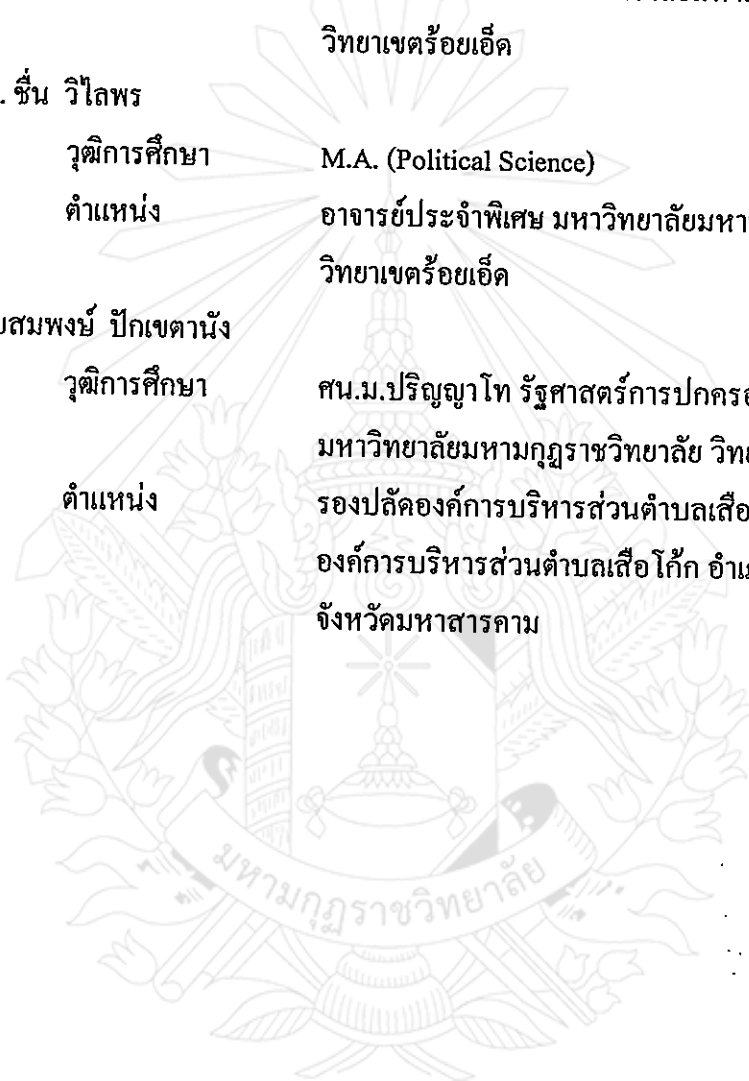 วิทยาเขตร้อยเอ็ด
. ชื่น วิไลพร
วุฒิการศึกษา M.A. (Political Science)
ตำแหน่ง อาจารย์ประจำพิเศษ มหาวิทยาลัยมหา
วิทยาเขตร้อยเอ็ด
สมพงษ์ ปักเขตานัง
วุฒิการศึกษา ศน.ม.ปริญญาโท รัฐศาสตร์การปกคร
มหาวิทยาลัยมหามกุฏราชวิทยาลัย วิท
ตำแหน่ง รองปลัดองค์การบริหารส่วนตำบลเสือ
องค์การบริหารส่วนตำบลเสือโก้ก อำเ
จังหวัดมหาสารคาม
มหามกุฏราชวิทยาลัย